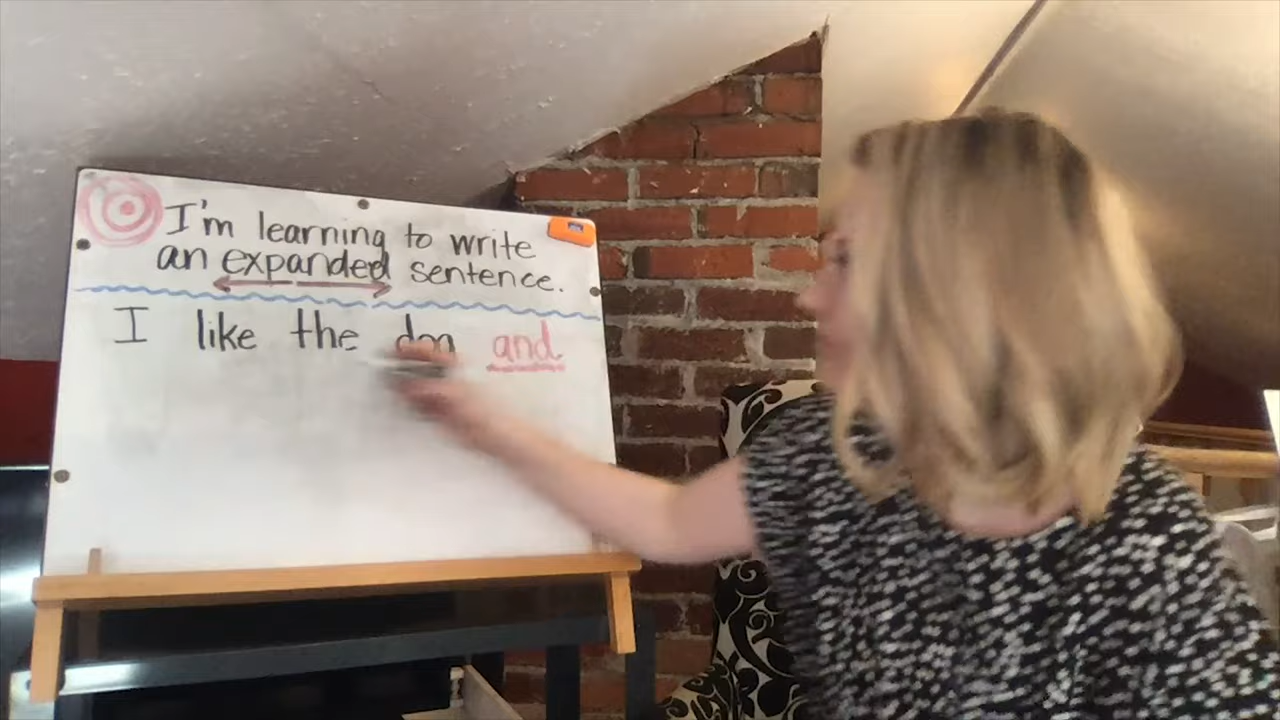 I'm learning to write
an expanded sentence.
I like the dog and